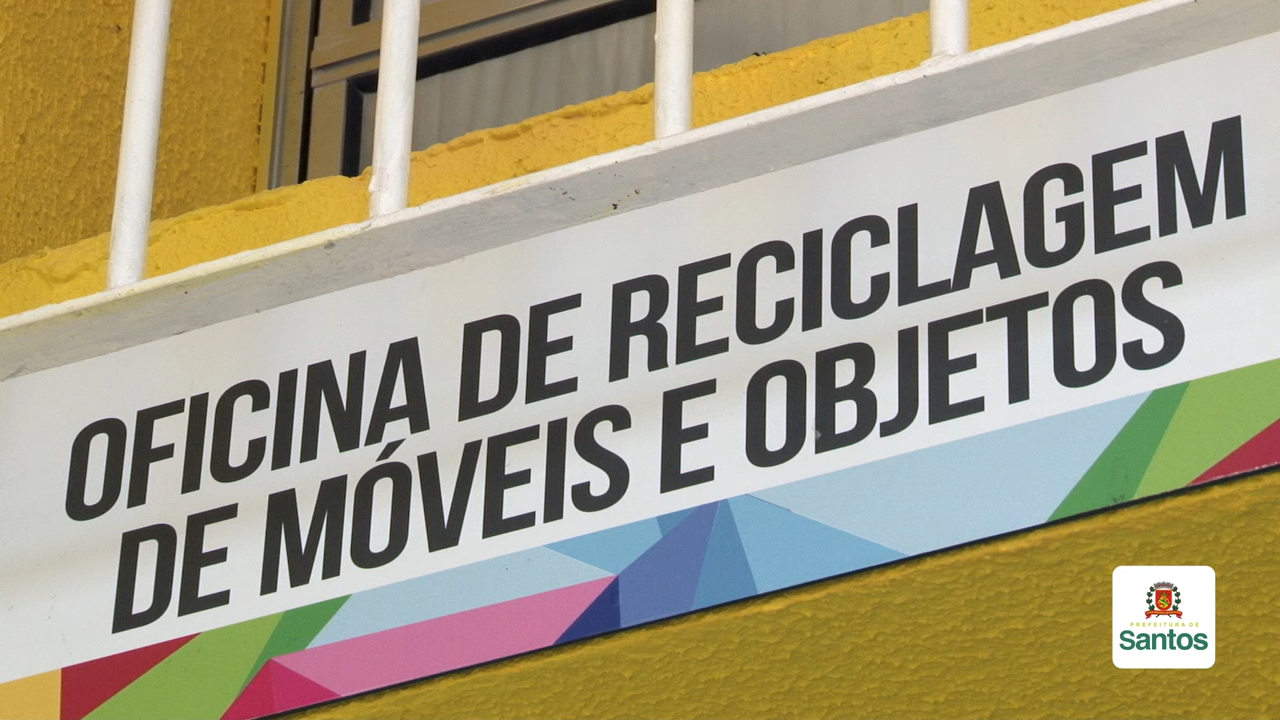 OFICINA DE RECICLAGEM
DE MÓVEIS E OBJETOS
PREFEITURA DE
Santos